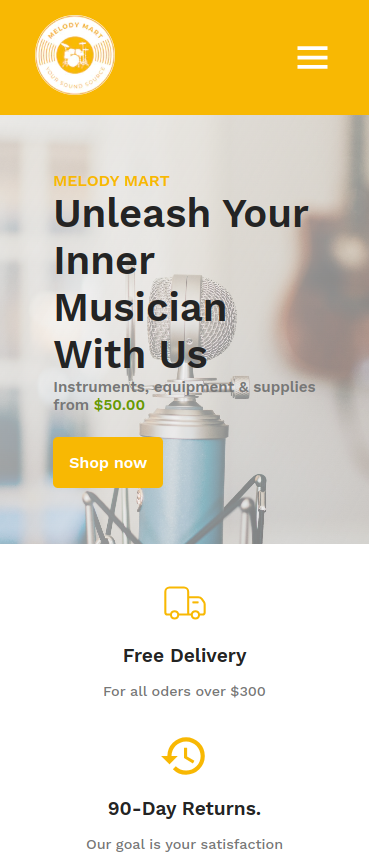 MELODY MART
YOUR SOUND SOURCE
MELODY MART
Unleash Your
Inner
Musician
With Us
Instruments, equipment & supplies
from $50.00
Shop now
Free Delivery
For all oders over $300
90-Day Returns.
Our goal is your satisfaction